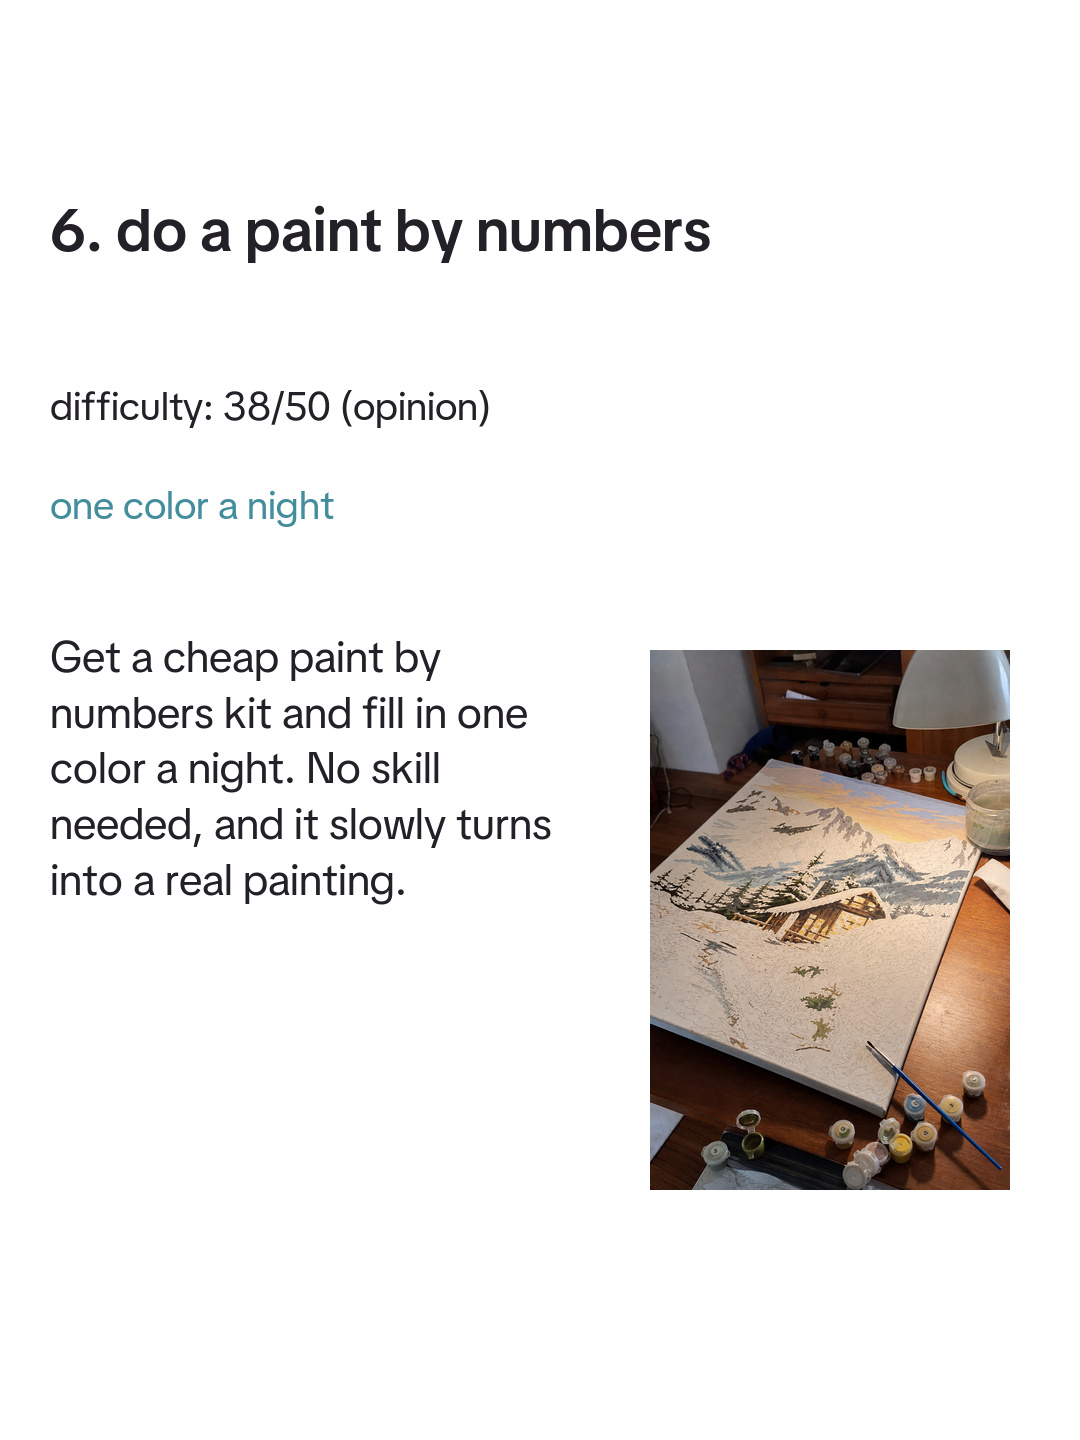 6. do a paint by numbers
difficulty: 38/50 (opinion)
one color a night
Get a cheap paint by
numbers kit and fill in one
color a night. No skill
needed, and it slowly turns
into a real painting.